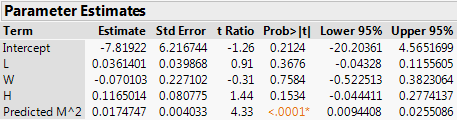 Parameter Estimates
Term Estimate Std Error t Ratio Prob>|t| Lower 95% Upper 95%
Intercept -7.81922 6.216744 -1.26 0.2124 -20.20361 4.5651699
L 0.0361401 0.039868 0.91 0.3676 -0.04328 0.1155605
W -0.070103 0.227102 -0.31 0.7584 -0.522513 0.3823064
H 0.1165014 0.080775 1.44 0.1534 -0.044411 0.2774137
Predicted M^2 0.0174747 0.004033 4.33 <.0001* 0.0094408 0.0255086